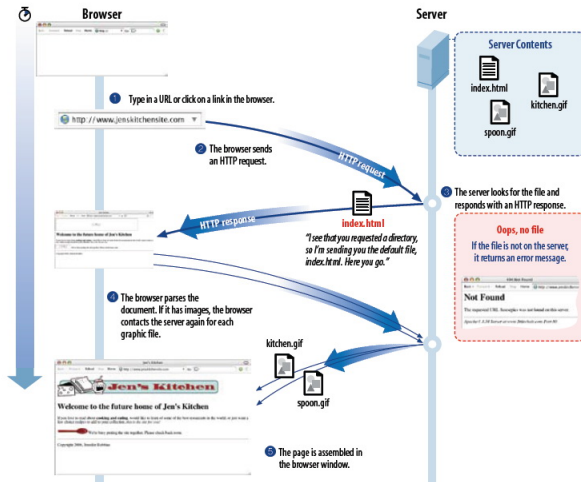 Browser
Server
Server Contents
index.html
kitchen.gif
spoon.gif
1 Type in a URL or click on a link in the browser.
http://www.jenskitchensite.com
2 The browser sends
an HTTP request.
HTTP request
3 The server looks for the file and
responds with an HTTP response.
HTTP response
index.html
"I see that you requested a directory,
so I'm sending you the default file,
index.html. Here you go."
Oops, no file
If the file is not on the server,
it returns an error message.
Not Found
Welcome to the future home of Jen's Kitchen
4 The browser parses the
document. If it has images, the browser
contacts the server again for each
graphic file.
kitchen.gif
spoon.gif
Jen's Kitchen
Jen's Kitchen
Welcome to the future home of Jen's Kitchen
5 The page is assembled in
the browser window.